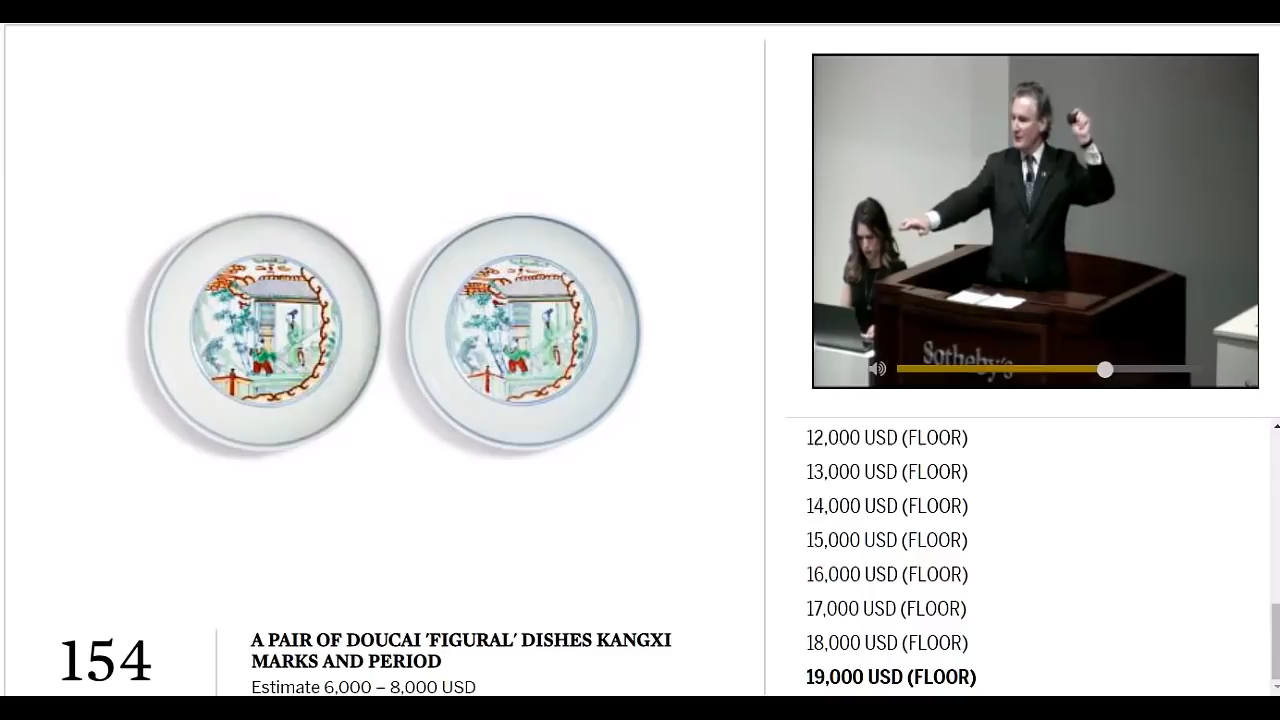 Sotheby's
12,000 USD (FLOOR)
13,000 USD (FLOOR)
14,000 USD (FLOOR)
15,000 USD (FLOOR)
16,000 USD (FLOOR)
17,000 USD (FLOOR)
18,000 USD (FLOOR)
19,000 USD (FLOOR)
154
A PAIR OF DOUCAI 'FIGURAL' DISHES KANGXI
MARKS AND PERIOD
Estimate 6,000 – 8,000 USD